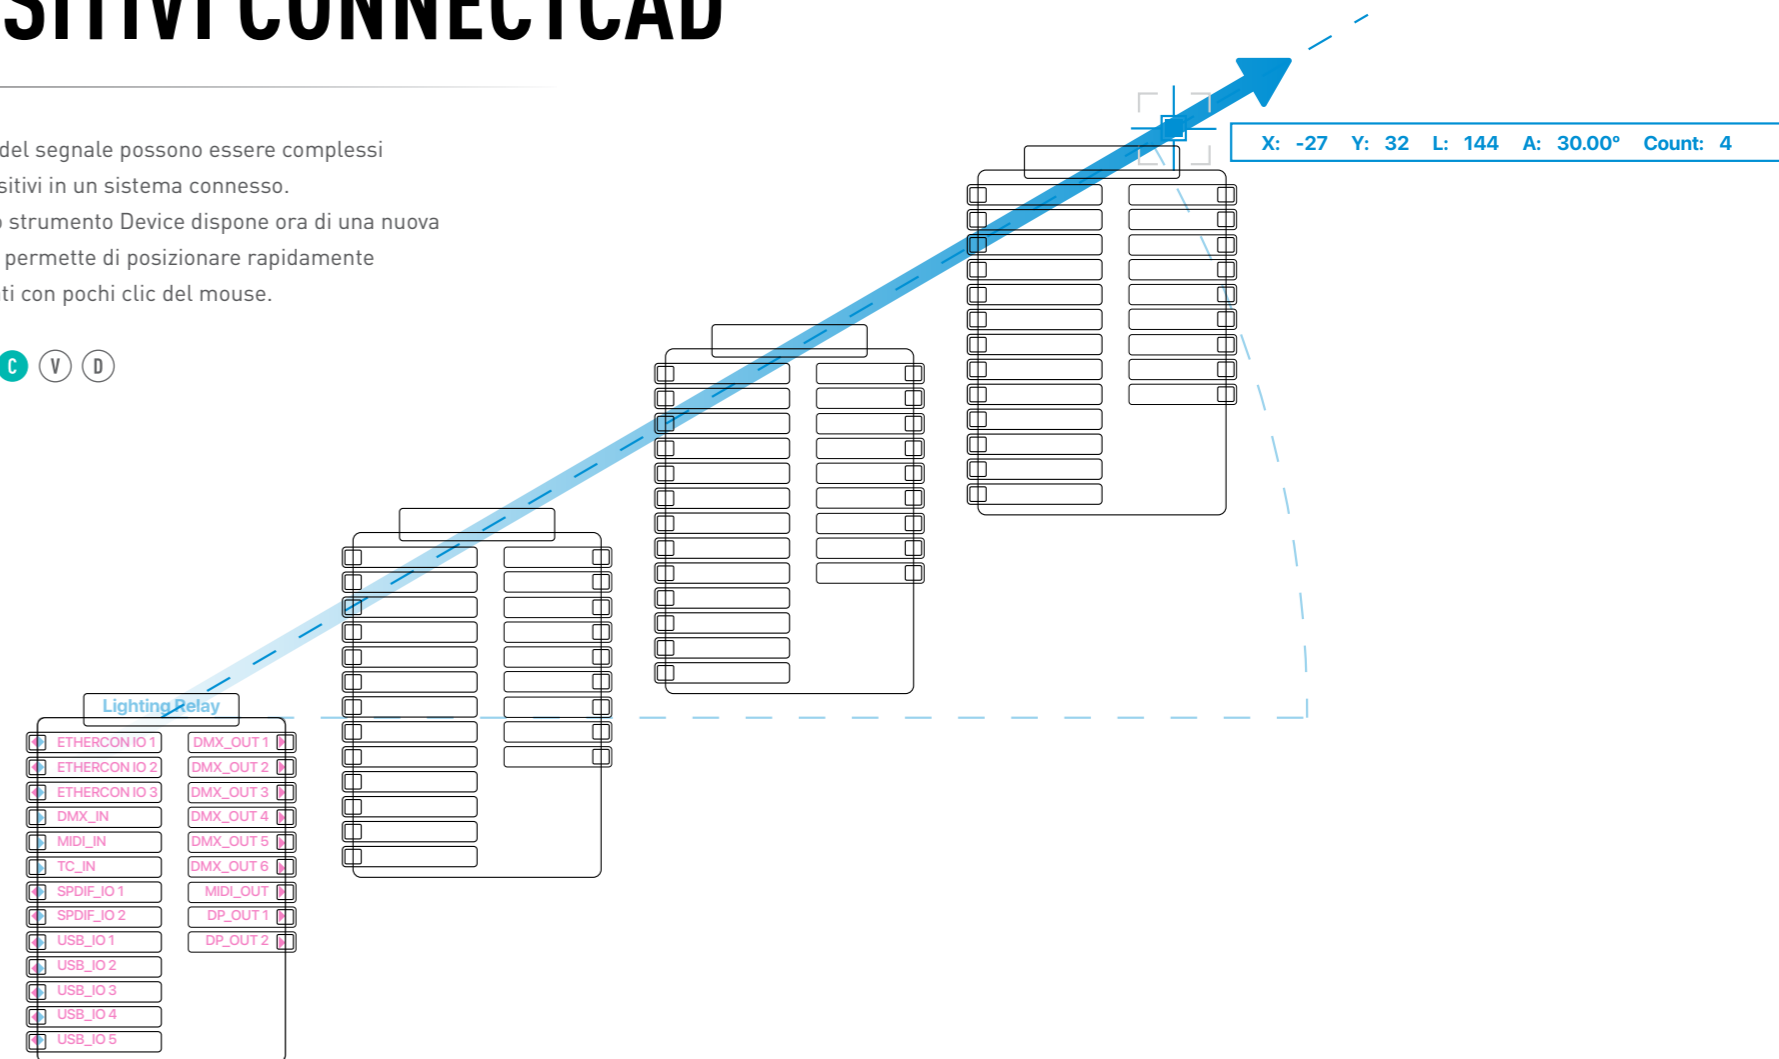 SITIVI CONNECTCAD
del segnale possono essere complessi
sitivi in un sistema connesso.
o strumento Device dispone ora di una nuova
permette di posizionare rapidamente
ti con pochi clic del mouse.
C V D
X: -27 Y: 32 L: 144 A: 30.00° Count: 4
Lighting Relay
ETHERCON IO 1 DMX_OUT 1
ETHERCON IO 2 DMX_OUT 2
ETHERCON IO 3 DMX_OUT 3
DMX_IN DMX_OUT 4
MIDI_IN DMX_OUT 5
TC_IN DMX_OUT 6
SPDIF_IO 1 MIDI_OUT
SPDIF_IO 2 DP_OUT 1
USB_IO 1 DP_OUT 2
USB_IO 2
USB_IO 3
USB_IO 4
USB_IO 5